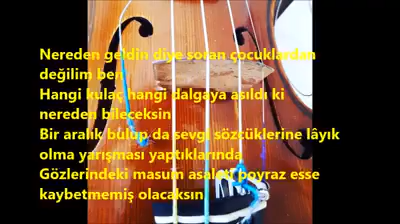 Nereden geldin diye soran çocuklardan
değilim ben
Hangi kulaç hangi dalgaya asıldı ki
nereden bileceksin
Bir aralık bulup da sevgi sözcüklerine lâyık
olma yarışması yaptıklarında
Gözlerindeki masum asaleti poyraz esse
kaybetmemiş olacaksın